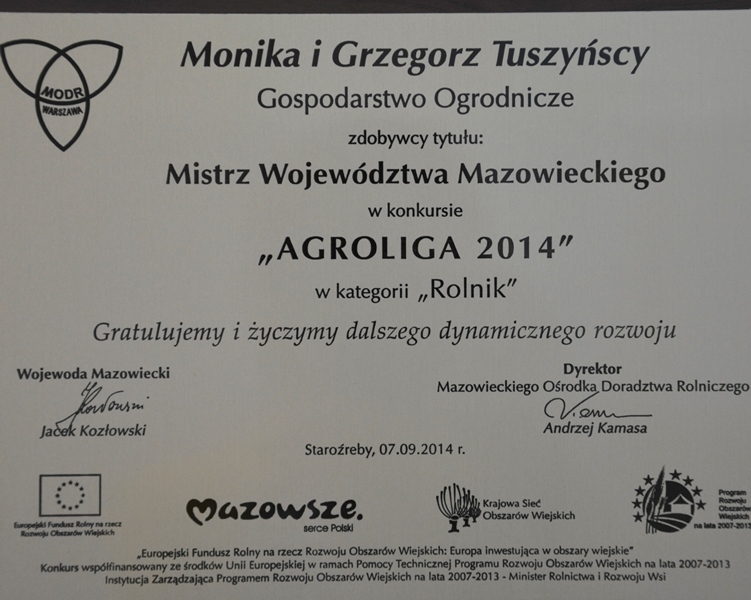 MODR
WARSZAWA
Monika i Grzegorz Tuszyńscy
Gospodarstwo Ogrodnicze
zdobywcy tytułu:
Mistrz Województwa Mazowieckiego
w konkursie
„AGROLIGA 2014”
w kategorii „Rolnik”
Gratulujemy i życzymy dalszego dynamicznego rozwoju
Wojewoda Mazowiecki
Jacek Kozłowski
Dyrektor
Mazowieckiego Ośrodka Doradztwa Rolniczego
Andrzej Kamasa
Staroźreby, 07.09.2014 r.
Europejski Fundusz Rolny na rzecz
Rozwoju Obszarów Wiejskich
Mazowsze.
serce Polski
Krajowa Sieć
Obszarów Wiejskich
Program
Rozwoju
Obszarów
Wiejskich
na lata 2007-2013
„Europejski Fundusz Rolny na rzecz Rozwoju Obszarów Wiejskich: Europa inwestująca w obszary wiejskie”
Konkurs współfinansowany ze środków Unii Europejskiej w ramach Pomocy Technicznej Programu Rozwoju Obszarów Wiejskich na lata 2007-2013
Instytucja Zarządzająca Programem Rozwoju Obszarów Wiejskich na lata 2007-2013 - Minister Rolnictwa i Rozwoju Wsi